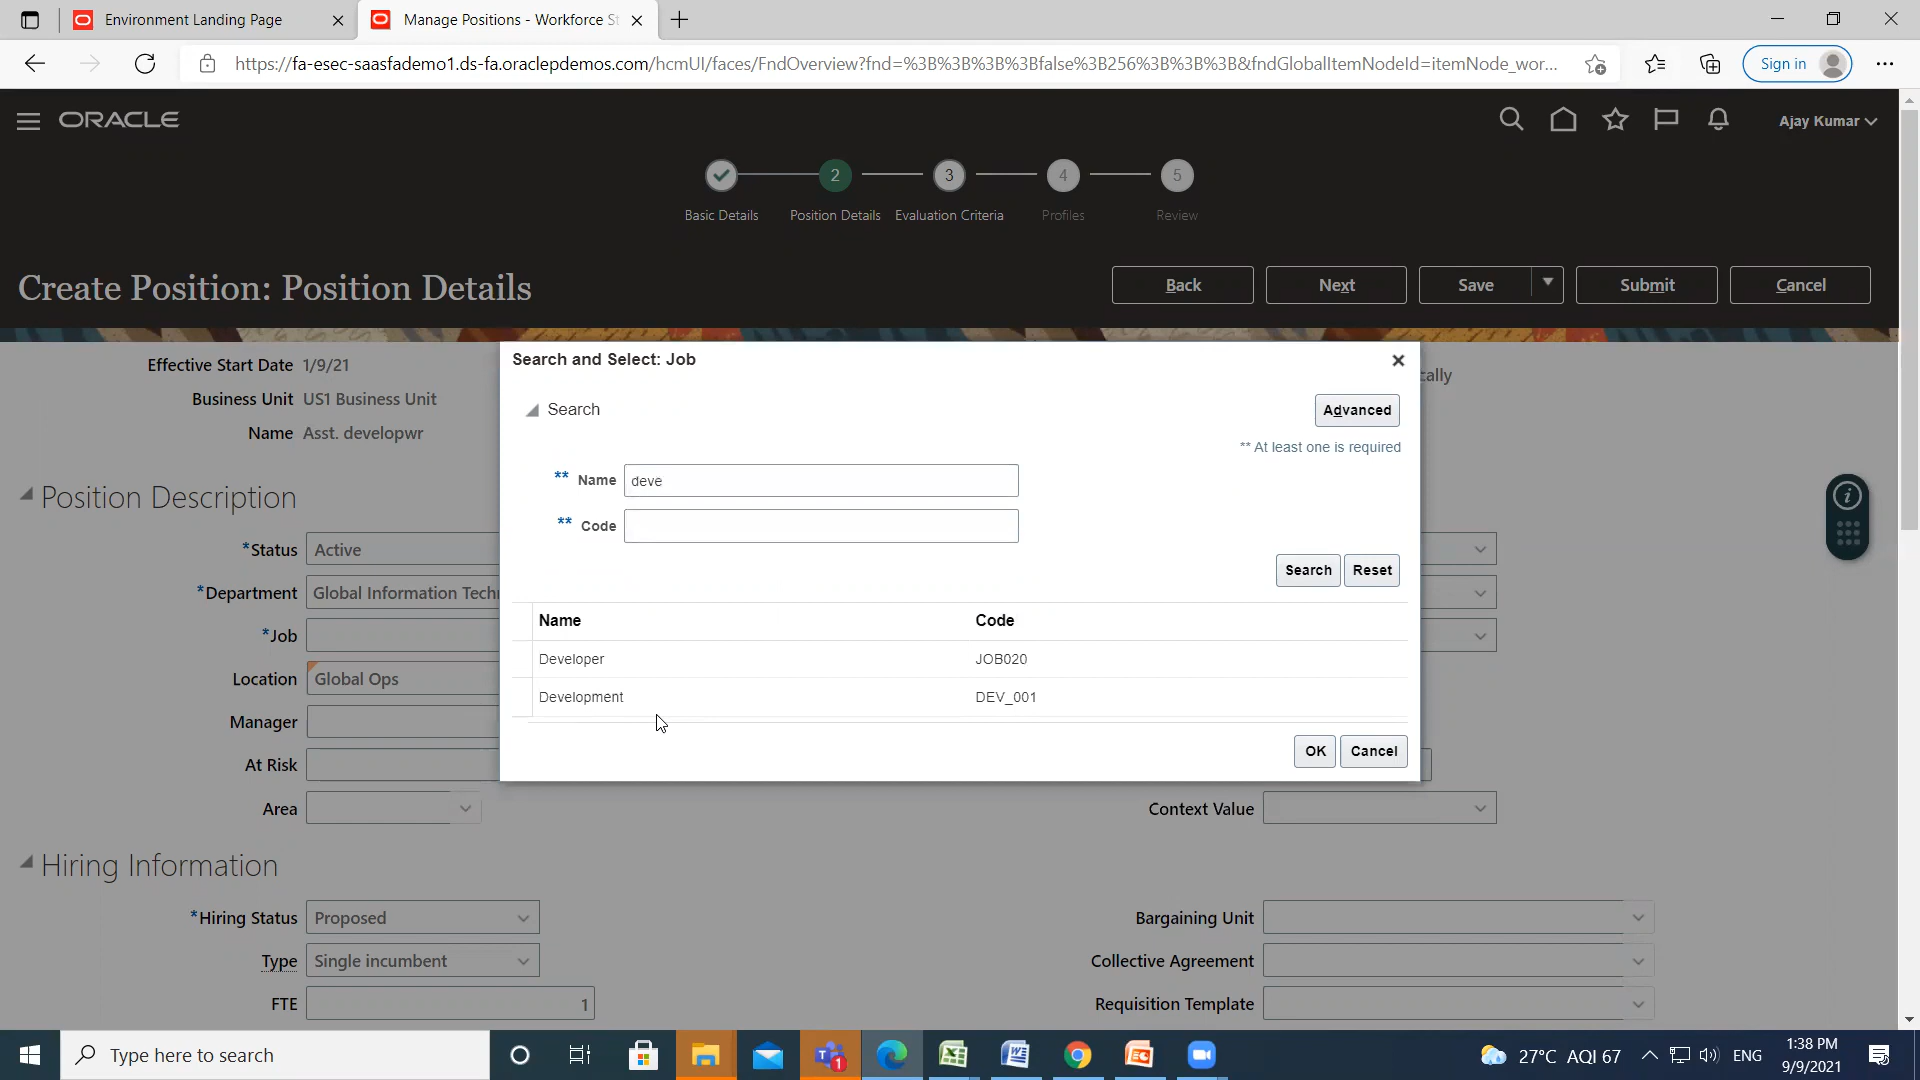 Environment Landing Page
Manage Positions - Workforce St
https://fa-esec-saasfademo1.ds-fa.oraclepdemos.com/hcmUI/faces/FndOverview?fnd=%3B%3B%3B%3Bfalse%3B256%3B%3B%3B&fndGlobalItemNodeId=itemNode_wor...
Sign in
ORACLE
Ajay Kumar
2 3 4 5
Basic Details Position Details Evaluation Criteria Profiles Review
Create Position: Position Details
Back Next Save Submit Cancel
Effective Start Date 1/9/21
Business Unit US1 Business Unit
Name Asst. developwr
Search and Select: Job
cally
Search
Advanced
** At least one is required
** Name deve
** Code
Search Reset
Name Code
Developer JOB020
Development DEV_001
OK Cancel
Position Description
*Status Active
*Department Global Information Techn
*Job
Location Global Ops
Manager
At Risk
Area
Context Value
Hiring Information
*Hiring Status Proposed
Bargaining Unit
Type Single incumbent
Collective Agreement
FTE 1
Requisition Template
Type here to search
1
27°C AQI 67
ENG
1:38 PM
9/9/2021